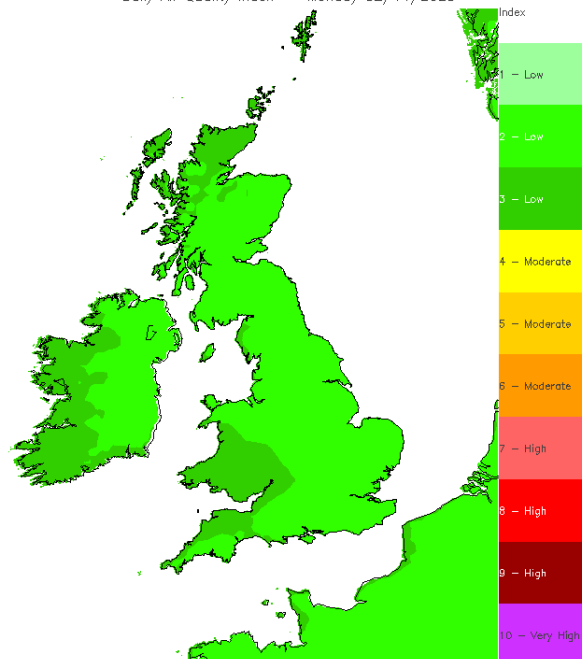 Index
1 - Low
2 - Low
3 - Low
4 - Moderate
5 - Moderate
6 - Moderate
7 - High
8 - High
9 - High
10 - Very High